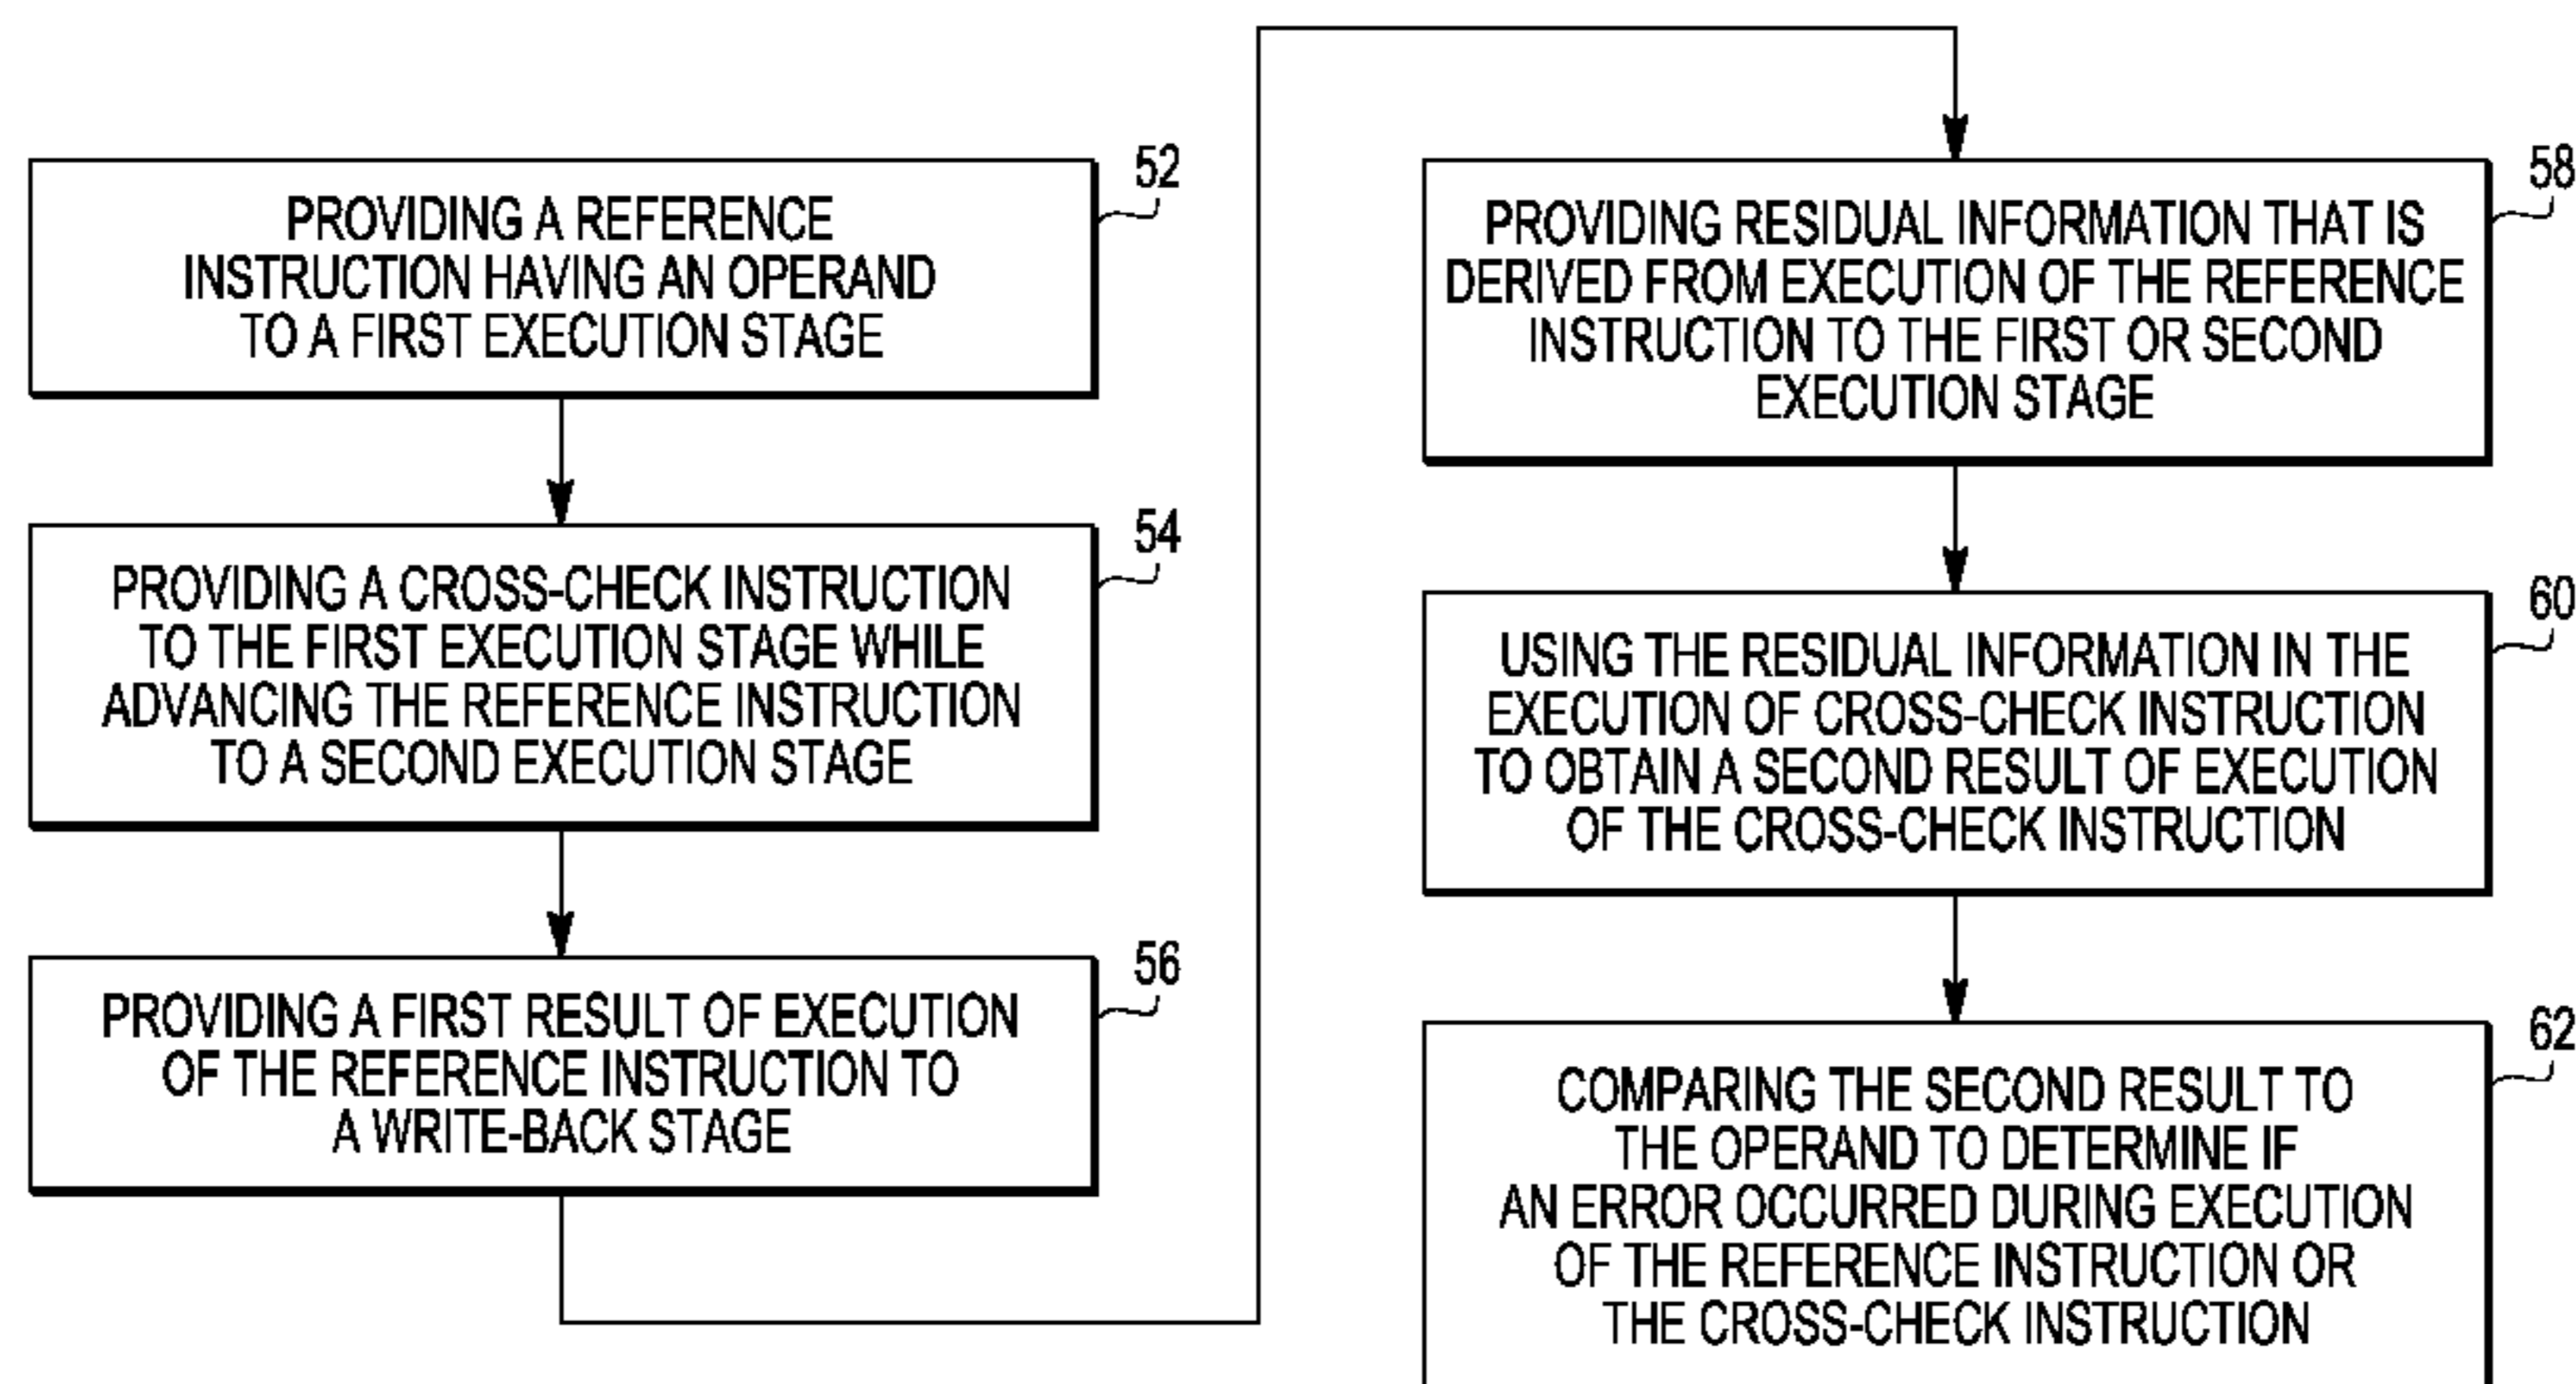 52
PROVIDING A REFERENCE
INSTRUCTION HAVING AN OPERAND
TO A FIRST EXECUTION STAGE
54
PROVIDING A CROSS-CHECK INSTRUCTION
TO THE FIRST EXECUTION STAGE WHILE
ADVANCING THE REFERENCE INSTRUCTION
TO A SECOND EXECUTION STAGE
56
PROVIDING A FIRST RESULT OF EXECUTION
OF THE REFERENCE INSTRUCTION TO
A WRITE-BACK STAGE
58
PROVIDING RESIDUAL INFORMATION THAT IS
DERIVED FROM EXECUTION OF THE REFERENCE
INSTRUCTION TO THE FIRST OR SECOND
EXECUTION STAGE
60
USING THE RESIDUAL INFORMATION IN THE
EXECUTION OF CROSS-CHECK INSTRUCTION
TO OBTAIN A SECOND RESULT OF EXECUTION
OF THE CROSS-CHECK INSTRUCTION
62
COMPARING THE SECOND RESULT TO
THE OPERAND TO DETERMINE IF
AN ERROR OCCURRED DURING EXECUTION
OF THE REFERENCE INSTRUCTION OR
THE CROSS-CHECK INSTRUCTION